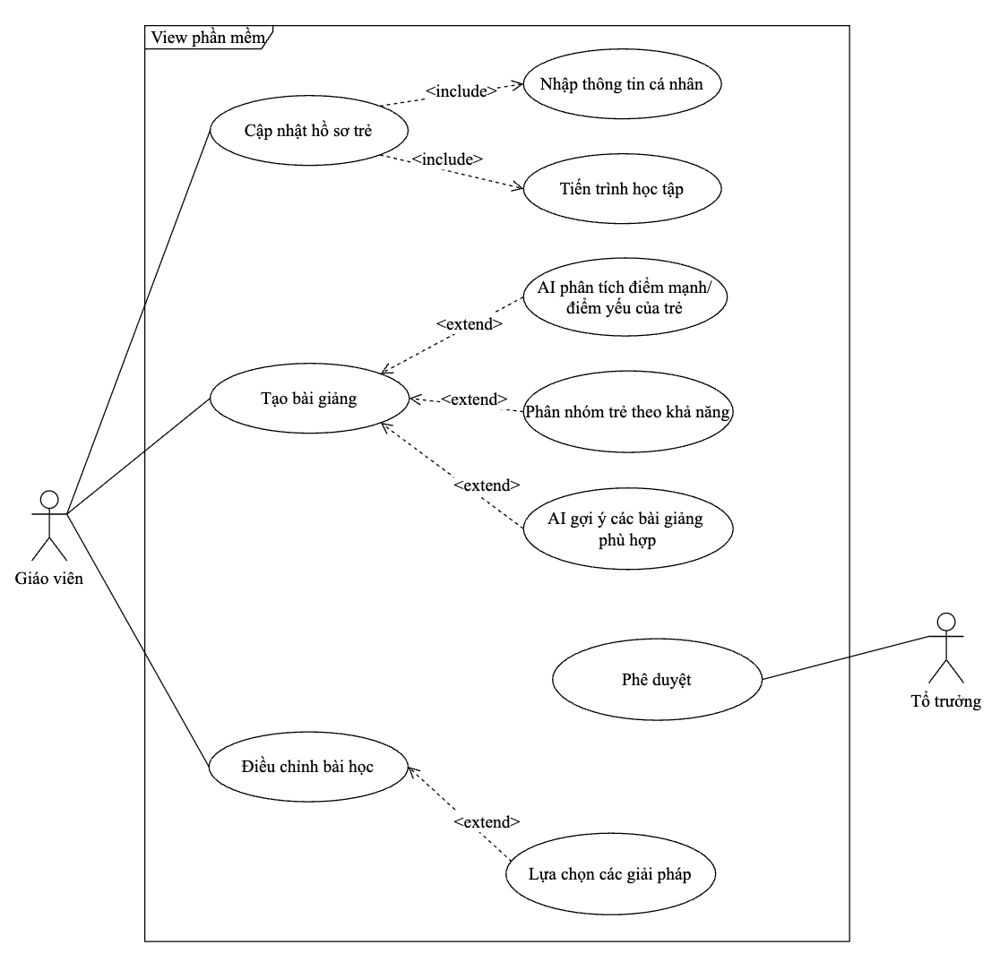 View phần mềm
<include>
Nhập thông tin cá nhân
Cập nhật hồ sơ trẻ
<include>
Tiến trình học tập
AI phân tích điểm mạnh/
điểm yếu của trẻ
<extend>
Tạo bài giảng
<extend>
Phân nhóm trẻ theo khả năng
<extend>
AI gợi ý các bài giảng
phù hợp
Giáo viên
Phê duyệt
Tổ trưởng
Điều chỉnh bài học
<extend>
Lựa chọn các giải pháp